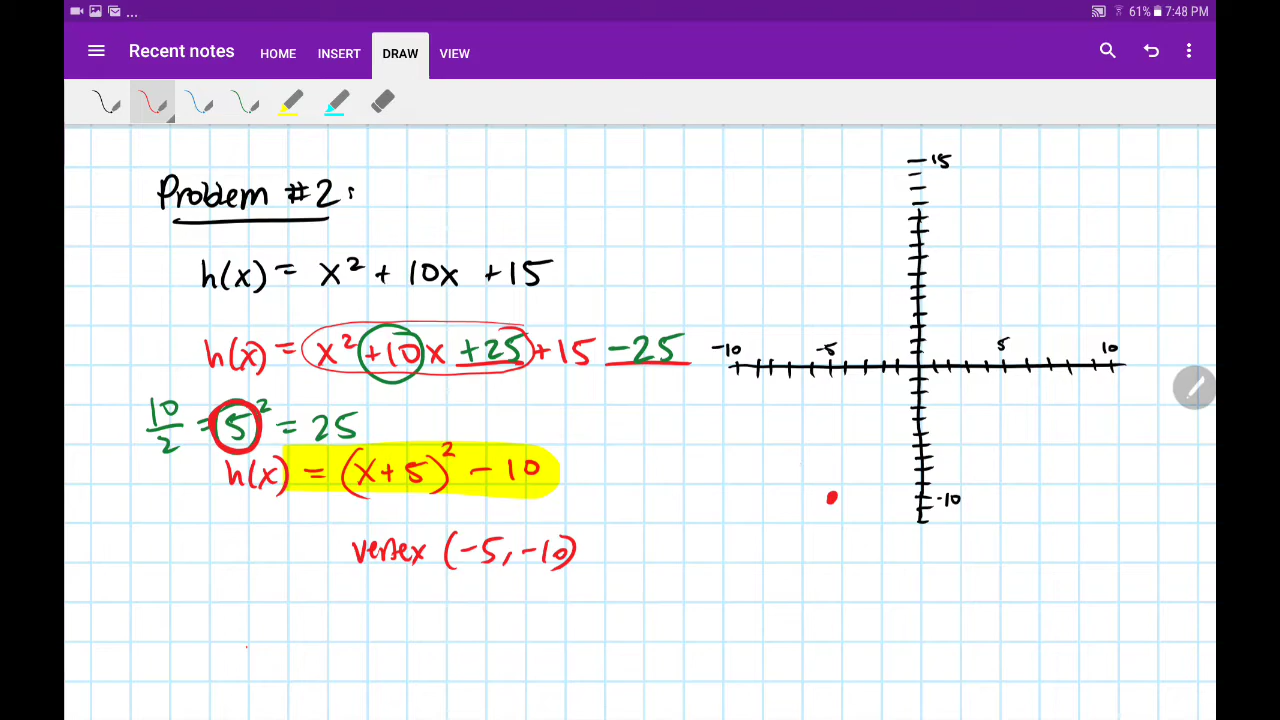 ... 61% 7:48 PM
Recent notes HOME INSERT DRAW VIEW
Problem #2:
h(x) = x² + 10x + 15
h(x) = x² + 10x + 25 + 15 - 25
10/2 = 5² = 25
h(x) = (x + 5)² - 10
vertex (-5, -10)
15
-10 -5 5 10
-10